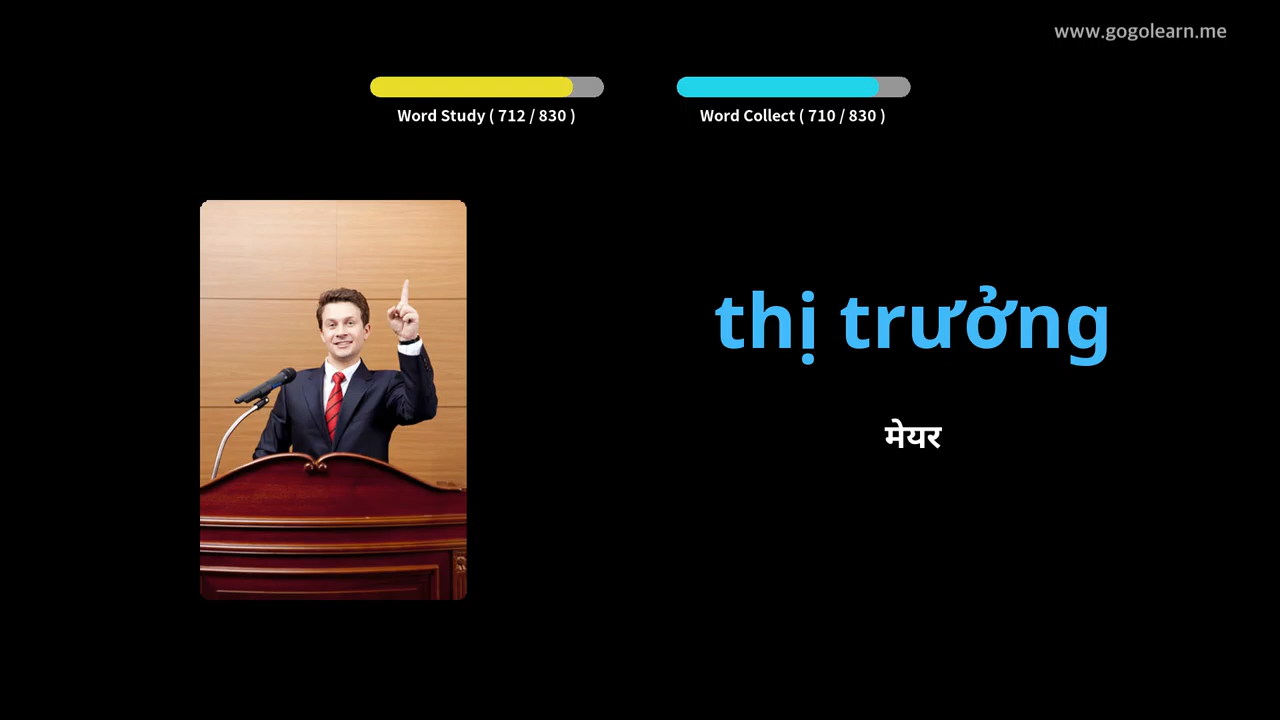 www.gogolearn.me
Word Study ( 712 / 830 )
Word Collect ( 710 / 830 )
thị trưởng
मेयर